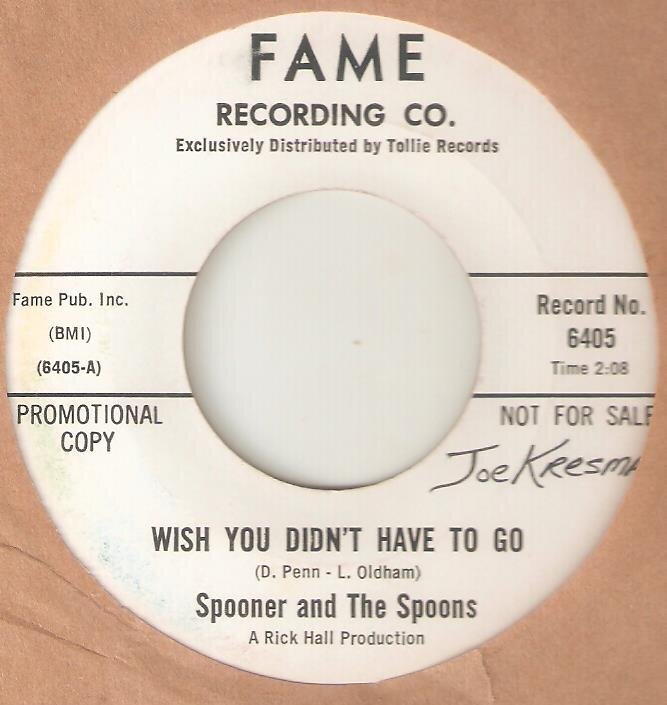 FAME
RECORDING CO.
Exclusively Distributed by Tollie Records
Fame Pub. Inc.
(BMI)
(6405-A)
Record No.
6405
Time 2:08
PROMOTIONAL
COPY
NOT FOR SALE
Joe Kresma
WISH YOU DIDN'T HAVE TO GO
(D. Penn - L. Oldham)
Spooner and The Spoons
A Rick Hall Production